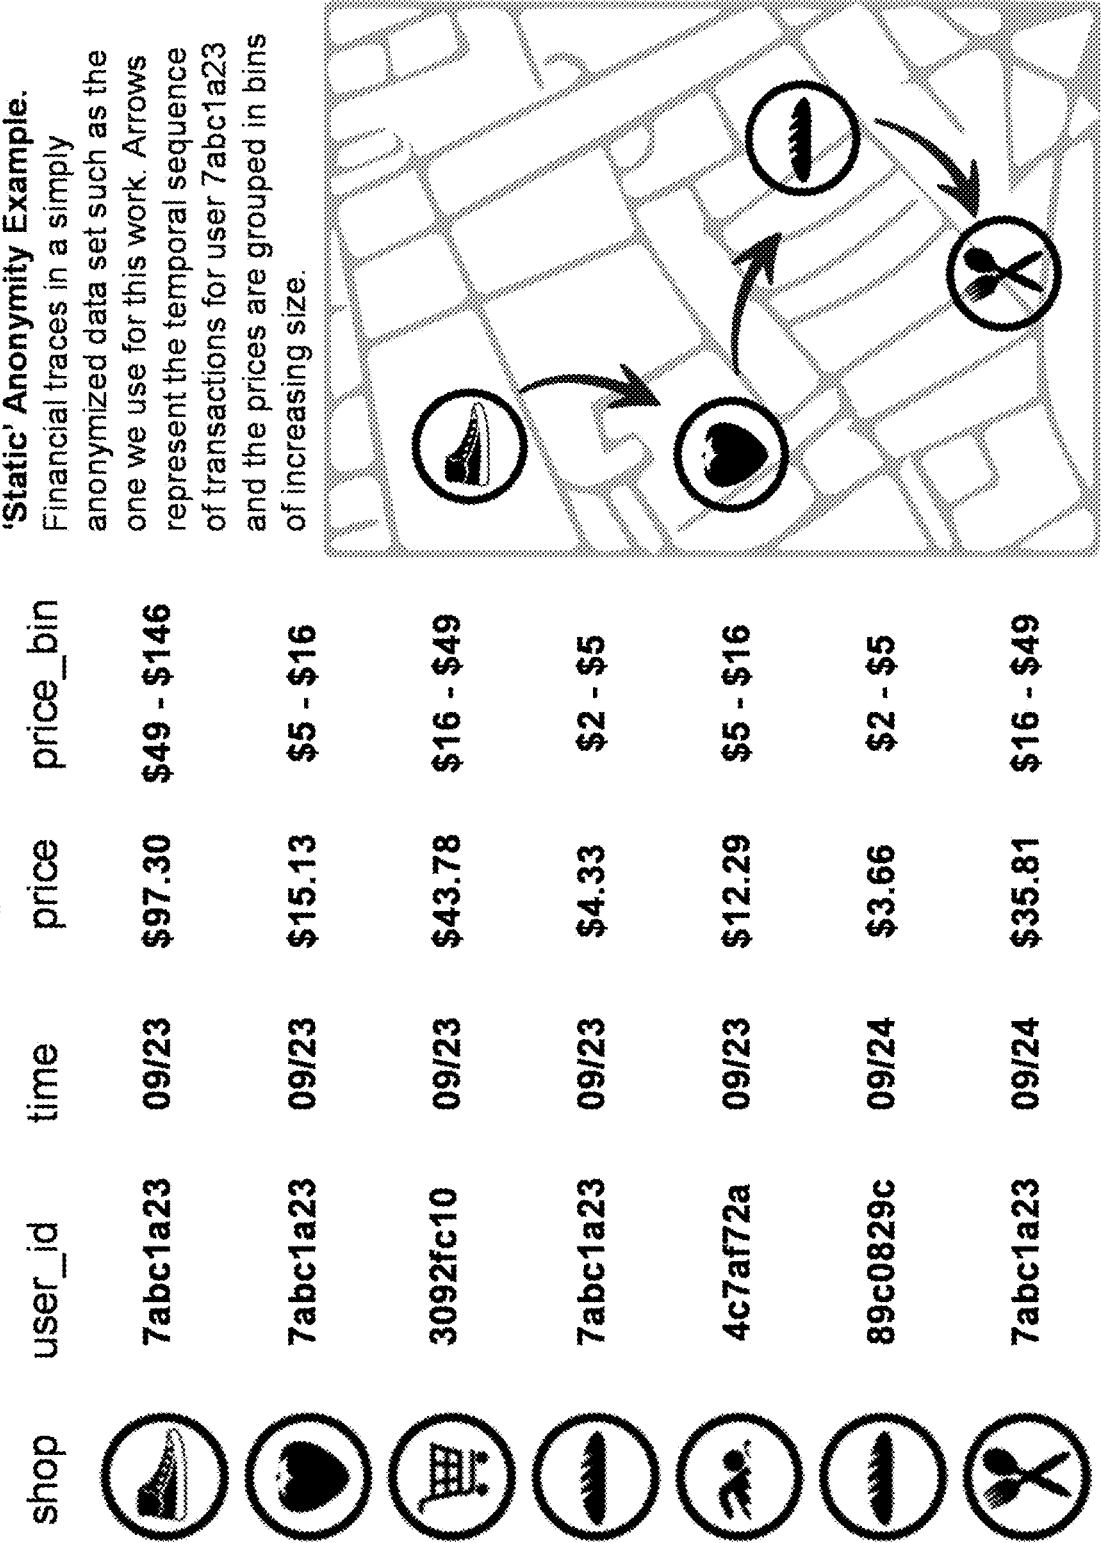 shop user_id time price price_bin
7abc1a23 09/23 $97.30 $49 - $146
7abc1a23 09/23 $15.13 $5 - $16
3092fc10 09/23 $43.78 $16 - $49
7abc1a23 09/23 $4.33 $2 - $5
4c7af72a 09/23 $12.29 $5 - $16
89c0829c 09/24 $3.66 $2 - $5
7abc1a23 09/24 $35.81 $16 - $49
‘Static’ Anonymity Example.
Financial traces in a simply
anonymized data set such as the
one we use for this work. Arrows
represent the temporal sequence
of transactions for user 7abc1a23
and the prices are grouped in bins
of increasing size.